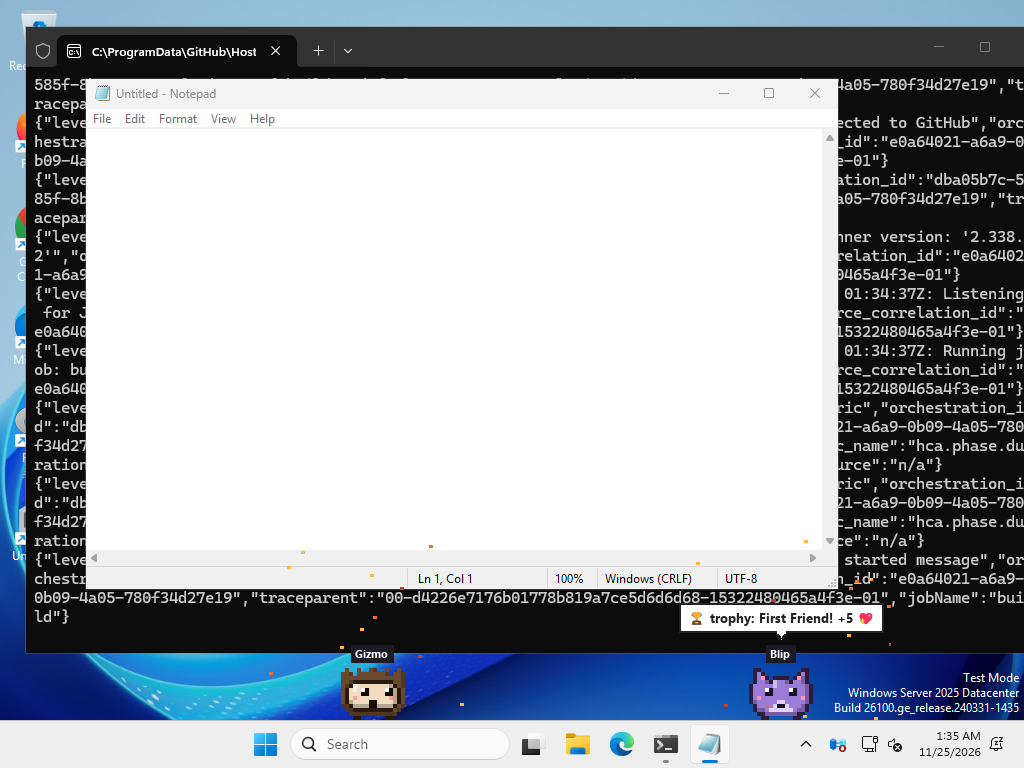 C:\ProgramData\GitHub\Host
585f-8
4a05-780f34d27e19","t
racepa
Untitled - Notepad
File Edit Format View Help
{"leve
ected to GitHub","orc
hestra
_id":"e0a64021-a6a9-0
b09-4a
e-01"}
{"leve
ation_id":"dba05b7c-5
85f-8b
a05-780f34d27e19","tr
acepar
{"leve
nner version: '2.338.
2'","o
relation_id":"e0a6402
1-a6a9
0465a4f3e-01"}
{"leve
01:34:37Z: Listening
for J
rce_correlation_id":"
e0a640
15322480465a4f3e-01"}
{"leve
01:34:37Z: Running j
ob: bu
rce_correlation_id":"
e0a640
15322480465a4f3e-01"}
{"leve
ric","orchestration_i
d":"db
21-a6a9-0b09-4a05-780
f34d27
c_name":"hca.phase.du
ration
urce":"n/a"}
{"leve
ric","orchestration_i
d":"db
21-a6a9-0b09-4a05-780
f34d27
c_name":"hca.phase.du
ration
ce":"n/a"}
{"leve
started message","or
chestr
_id":"e0a64021-a6a9-
Ln 1, Col 1 100% Windows (CRLF) UTF-8
0b09-4a05-780f34d27e19","traceparent":"00-d4226e7176b01778b819a7ce5d6d6d68-15322480465a4f3e-01","jobName":"bui
ld"}
🏆 trophy: First Friend! +5 💖
Gizmo
Blip
Test Mode
Windows Server 2025 Datacenter
Build 26100.ge_release.240331-1435
Search
1:35 AM
11/25/2026